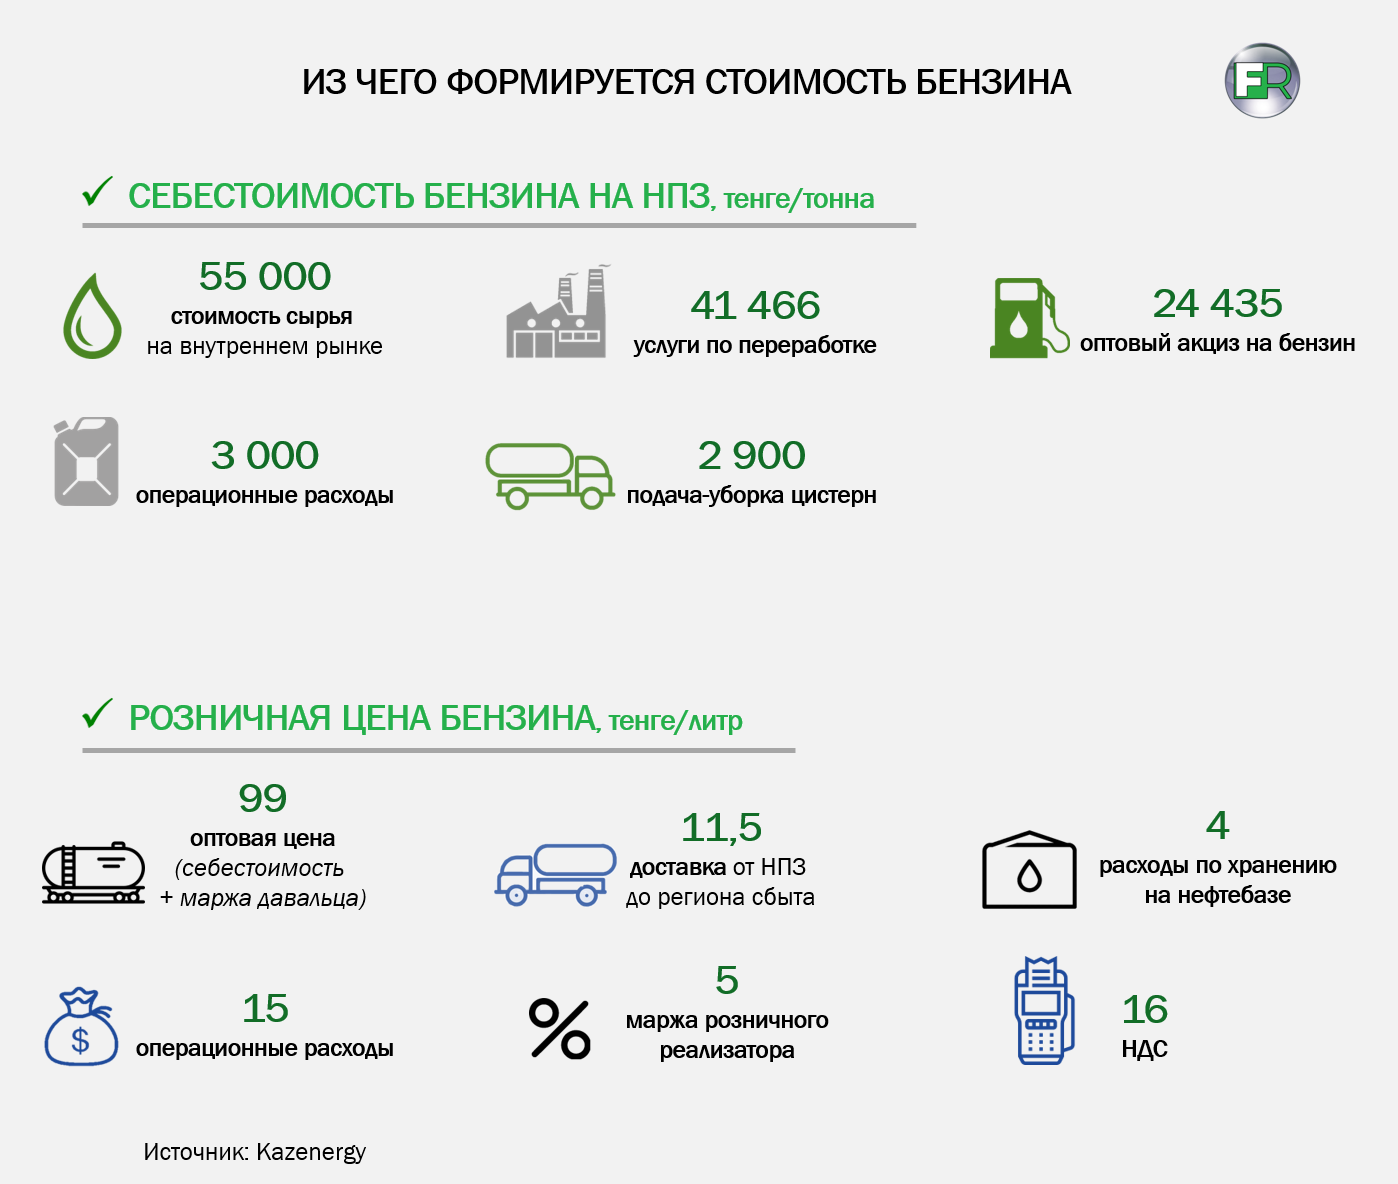 ИЗ ЧЕГО ФОРМИРУЕТСЯ СТОИМОСТЬ БЕНЗИНА
FR
СЕБЕСТОИМОСТЬ БЕНЗИНА НА НПЗ, тенге/тонна
55 000
стоимость сырья
на внутреннем рынке
41 466
услуги по переработке
24 435
оптовый акциз на бензин
3 000
операционные расходы
2 900
подача-уборка цистерн
РОЗНИЧНАЯ ЦЕНА БЕНЗИНА, тенге/литр
99
оптовая цена
(себестоимость
+ маржа давальца)
11,5
доставка от НПЗ
до региона сбыта
4
расходы по хранению
на нефтебазе
$
15
операционные расходы
%
5
маржа розничного
реализатора
16
НДС
Источник: Kazenergy